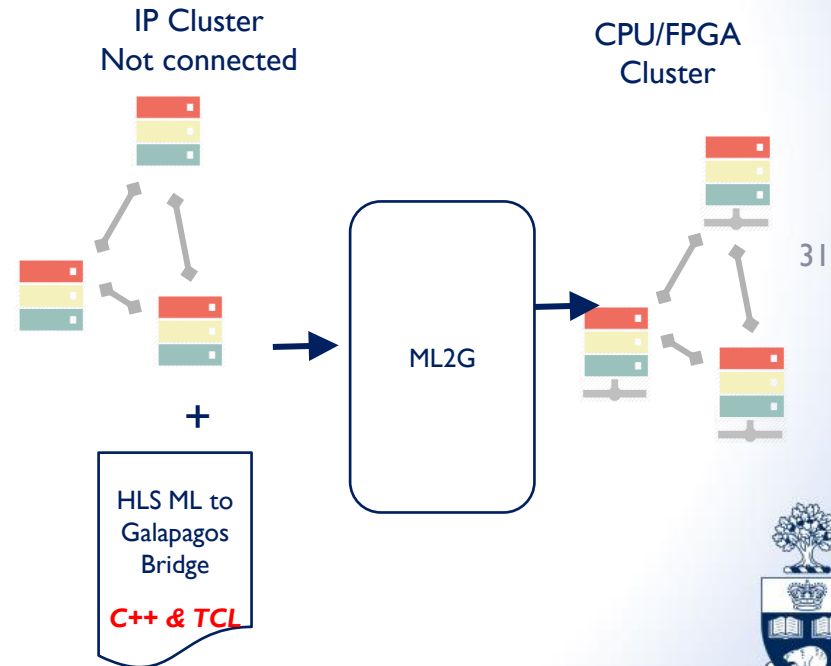 IP Cluster
Not connected
CPU/FPGA
Cluster
31
ML2G
+
HLS ML to
Galapagos
Bridge
C++ & TCL